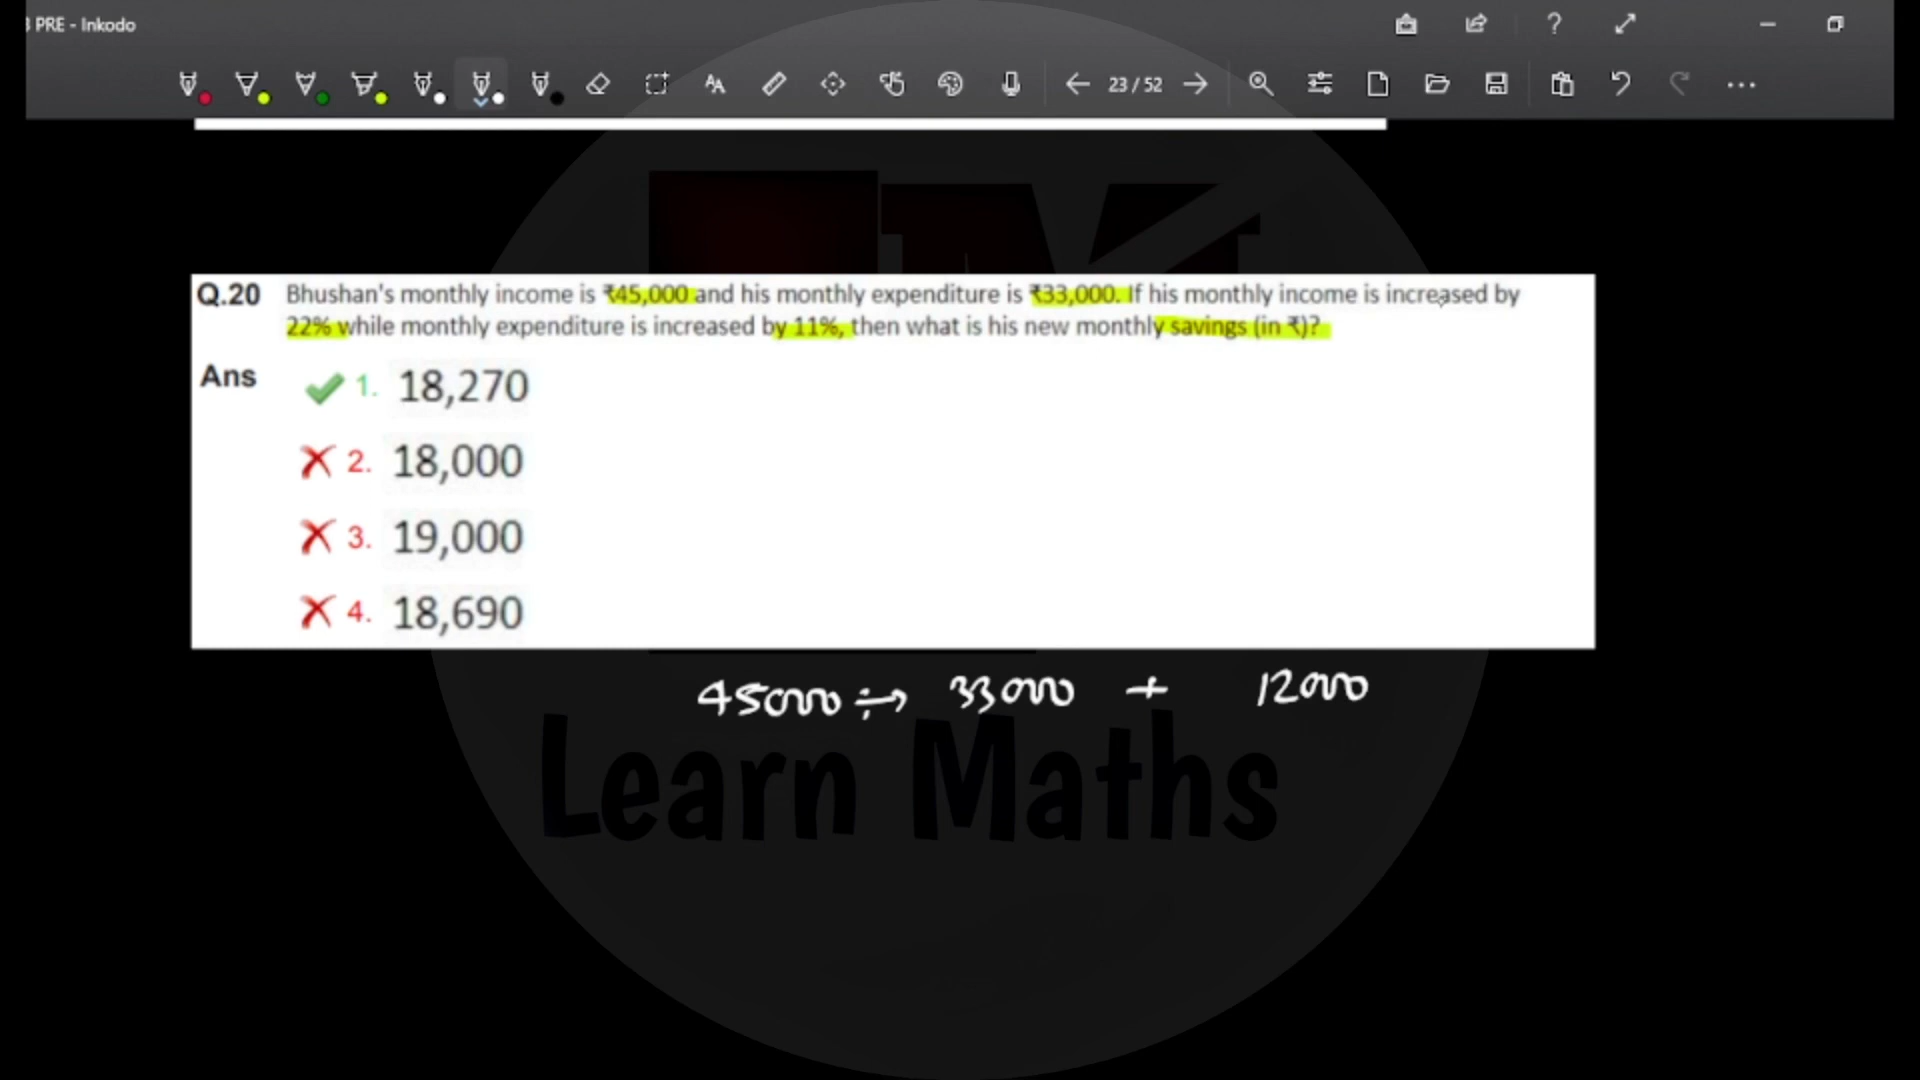 PRE - Inkodo
23 / 52
Q.20 Bhushan's monthly income is ₹45,000 and his monthly expenditure is ₹33,000. If his monthly income is increased by
22% while monthly expenditure is increased by 11%, then what is his new monthly savings (in ₹)?
Ans 1. 18,270
2. 18,000
3. 19,000
4. 18,690
45000 ÷→ 33000 + 12000
Learn Maths